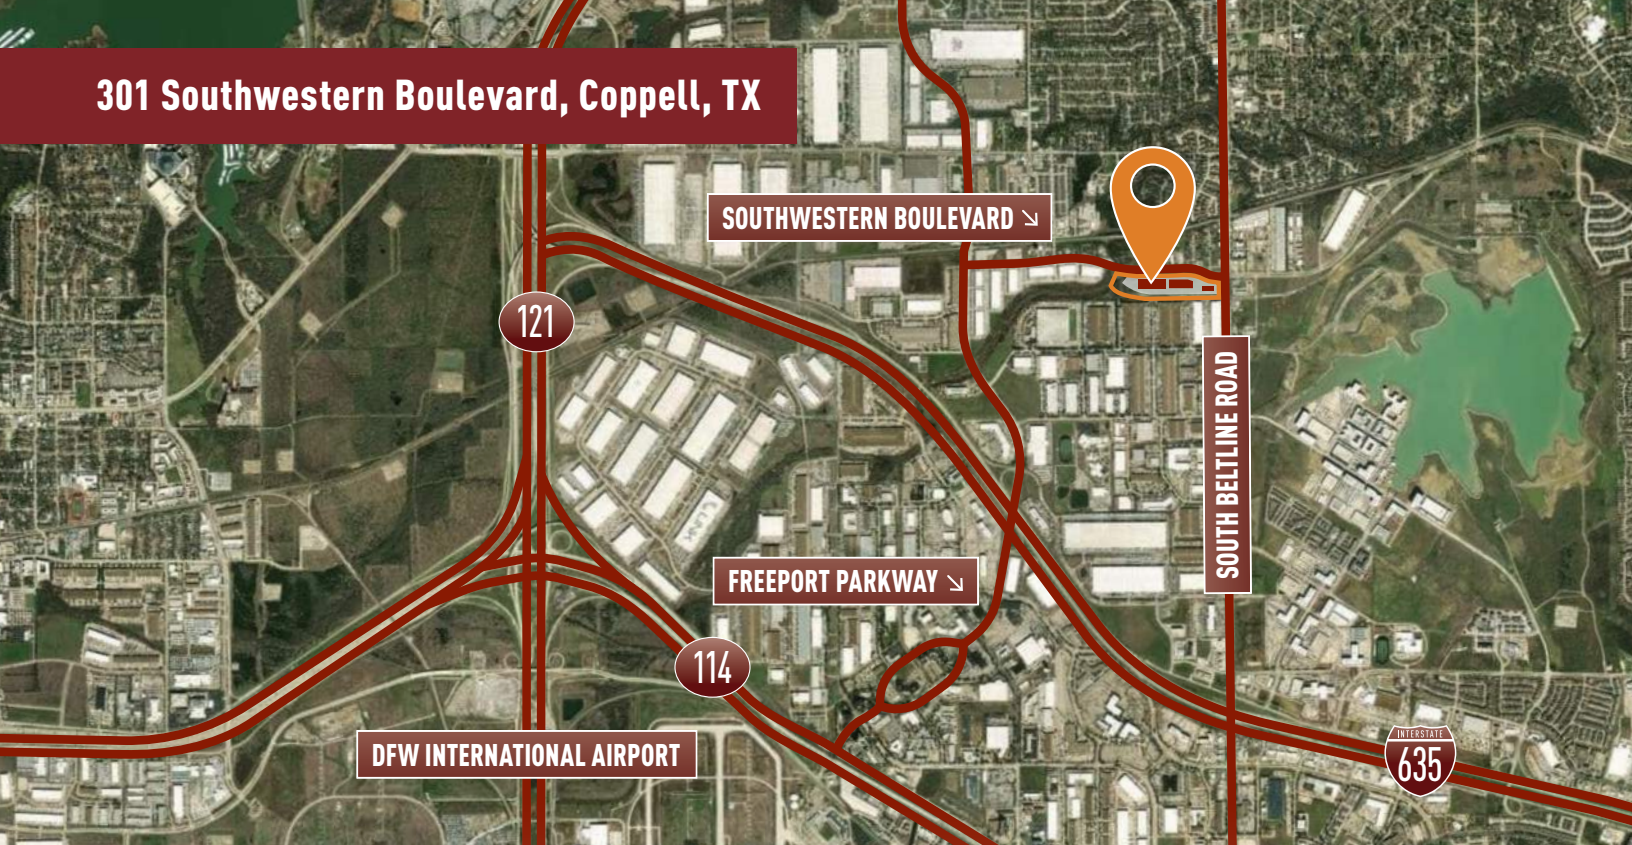 301 Southwestern Boulevard, Coppell, TX
SOUTHWESTERN BOULEVARD ↘
121
SOUTH BELTLINE ROAD
FREEPORT PARKWAY ↘
114
DFW INTERNATIONAL AIRPORT
INTERSTATE
635